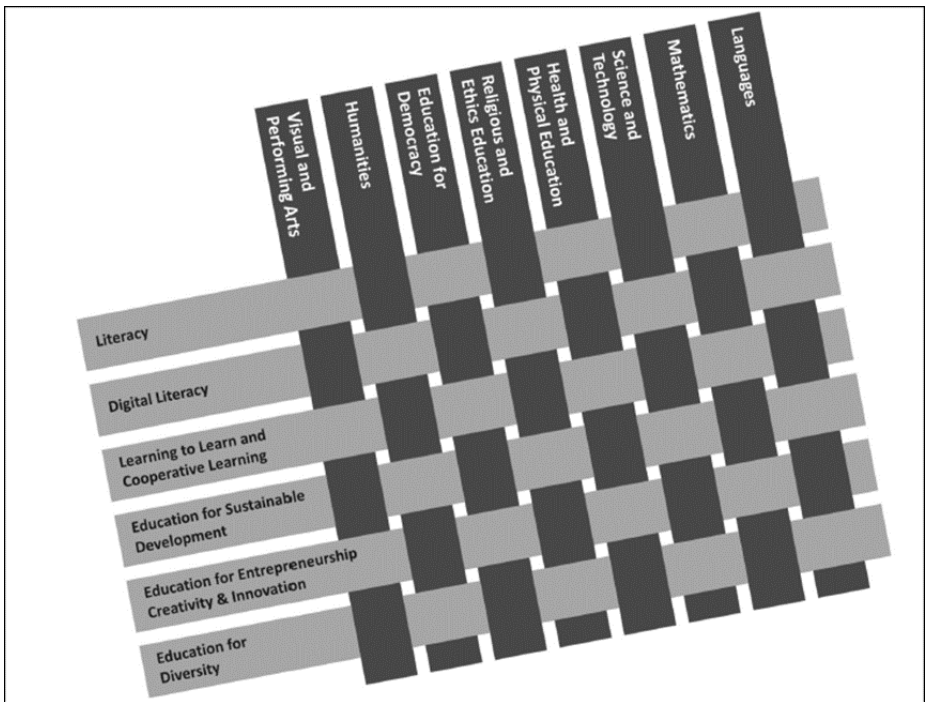 Visual and
Performing Arts
Humanities
Education for
Democracy
Religious and
Ethics Education
Health and
Physical Education
Science and
Technology
Mathematics
Languages
Literacy
Digital Literacy
Learning to Learn and
Cooperative Learning
Education for Sustainable
Development
Education for Entrepreneurship
Creativity & Innovation
Education for
Diversity